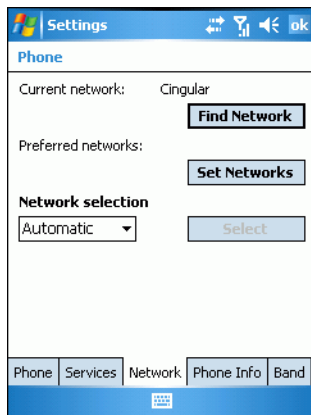 Settings ok
Phone
Current network: Cingular
Find Network
Preferred networks:
Set Networks
Network selection
Automatic Select
Phone Services Network Phone Info Band